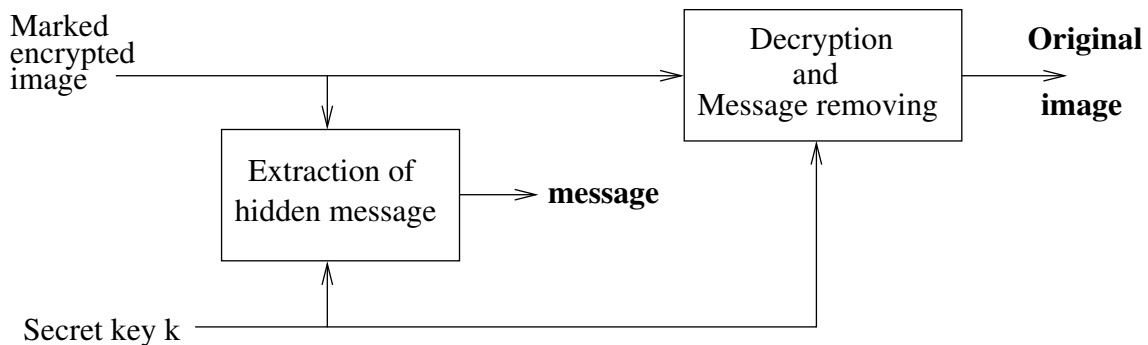 Marked
encrypted
image
Decryption
and
Message removing
Original
image
Extraction of
hidden message
message
Secret key k